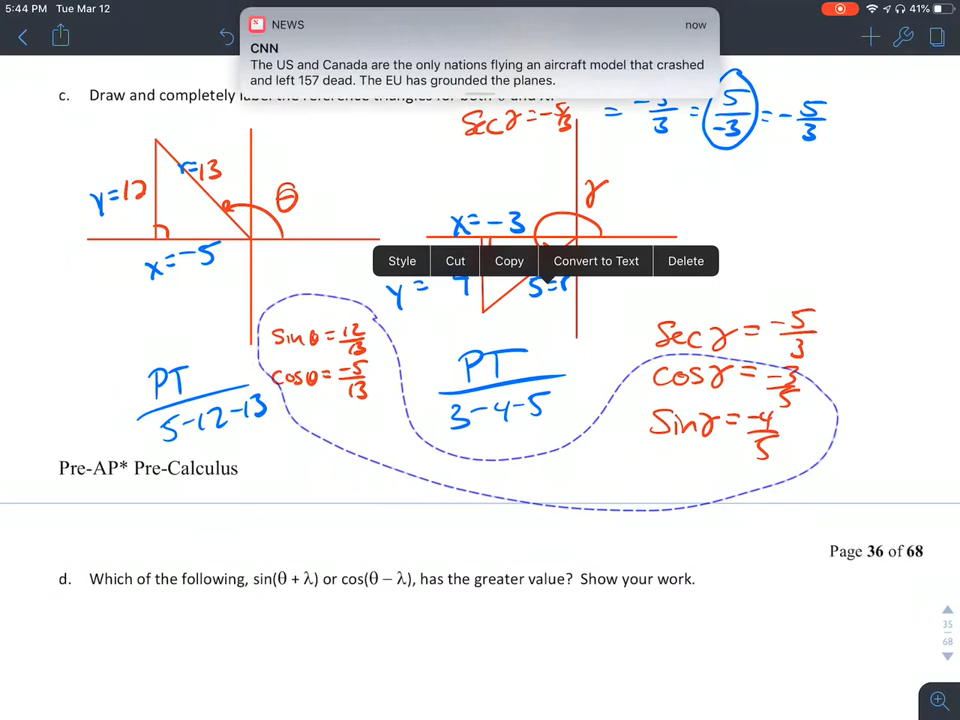 5:44 PM Tue Mar 12
41%
NEWS
now
CNN
The US and Canada are the only nations flying an aircraft model that crashed
and left 157 dead. The EU has grounded the planes.
c. Draw and completely
sec γ = -5/3
= = 5/-3 = -5/3
y=12
r=13
θ
x=-5
γ
x=-3
Style Cut Copy Convert to Text Delete
y =
5=r
sinθ = 12/13
cosθ = -5/13
PT
5-12-13
PT
3-4-5
sec γ = -5/3
cos γ = -3/5
sin γ = -4/5
Pre-AP* Pre-Calculus
Page 36 of 68
d. Which of the following, sin(θ + λ) or cos(θ − λ), has the greater value? Show your work.
35
68